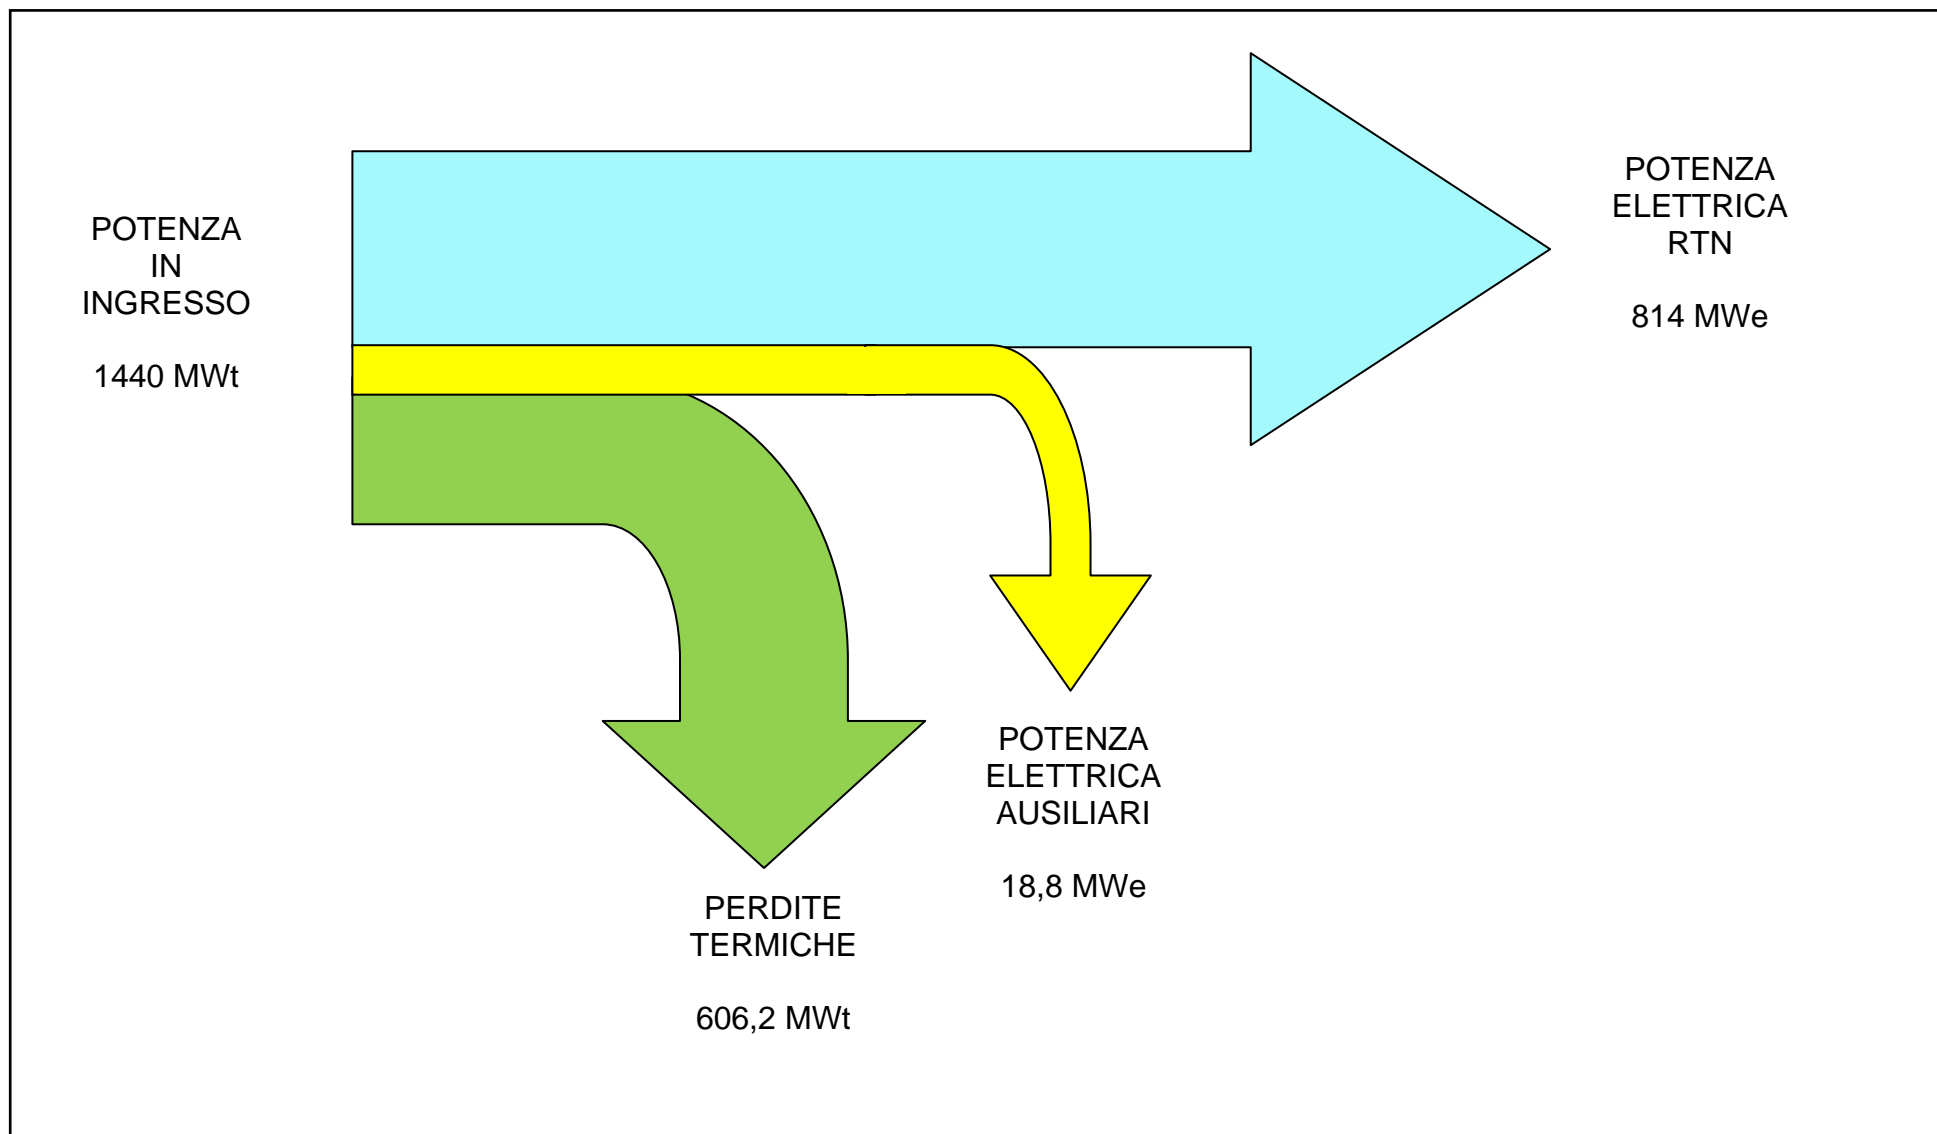 POTENZA
IN
INGRESSO
1440 MWt
POTENZA
ELETTRICA
RTN
814 MWe
POTENZA
ELETTRICA
AUSILIARI
18,8 MWe
PERDITE
TERMICHE
606,2 MWt